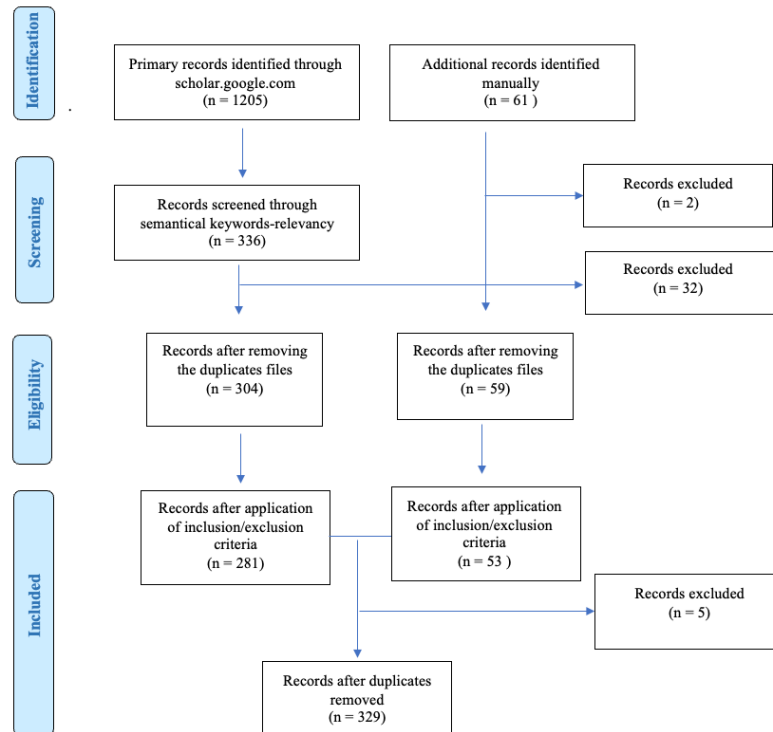 Identification
Primary records identified through
scholar.google.com
(n = 1205)
Additional records identified
manually
(n = 61 )
.
Screening
Records screened through
semantical keywords-relevancy
(n = 336)
Records excluded
(n = 2)
Records excluded
(n = 32)
Eligibility
Records after removing
the duplicates files
(n = 304)
Records after removing
the duplicates files
(n = 59)
Included
Records after application
of inclusion/exclusion
criteria
(n = 281)
Records after application
of inclusion/exclusion
criteria
(n = 53 )
Records excluded
(n = 5)
Records after duplicates
removed
(n = 329)